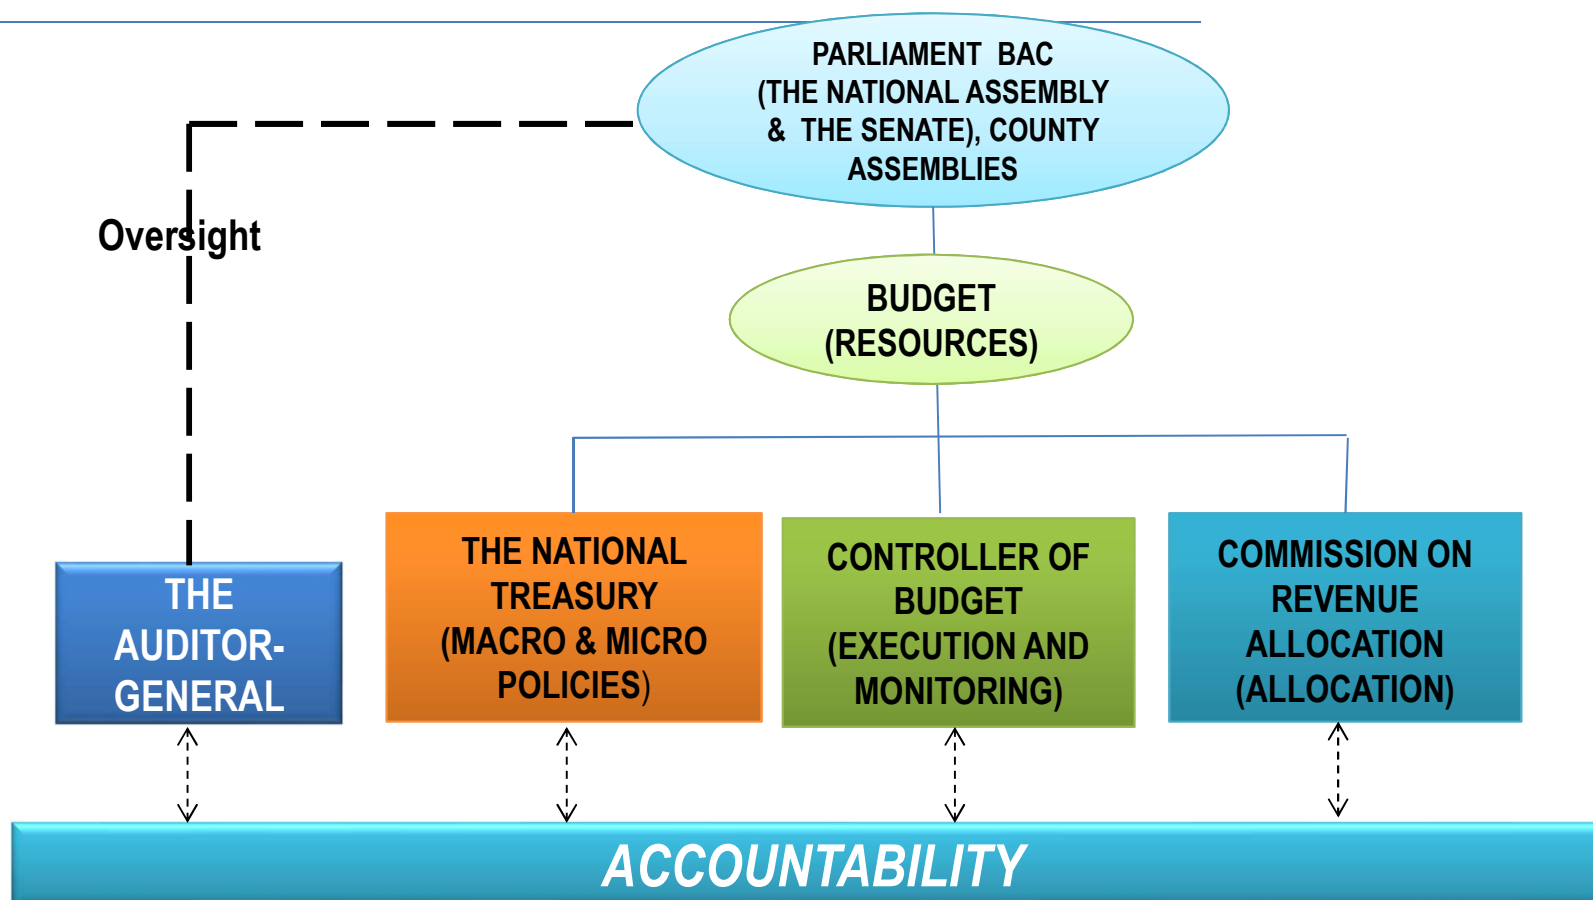 PARLIAMENT BAC
(THE NATIONAL ASSEMBLY
& THE SENATE), COUNTY
ASSEMBLIES
Oversight
BUDGET
(RESOURCES)
THE
AUDITOR-
GENERAL
THE NATIONAL
TREASURY
(MACRO & MICRO
POLICIES)
CONTROLLER OF
BUDGET
(EXECUTION AND
MONITORING)
COMMISSION ON
REVENUE
ALLOCATION
(ALLOCATION)
ACCOUNTABILITY